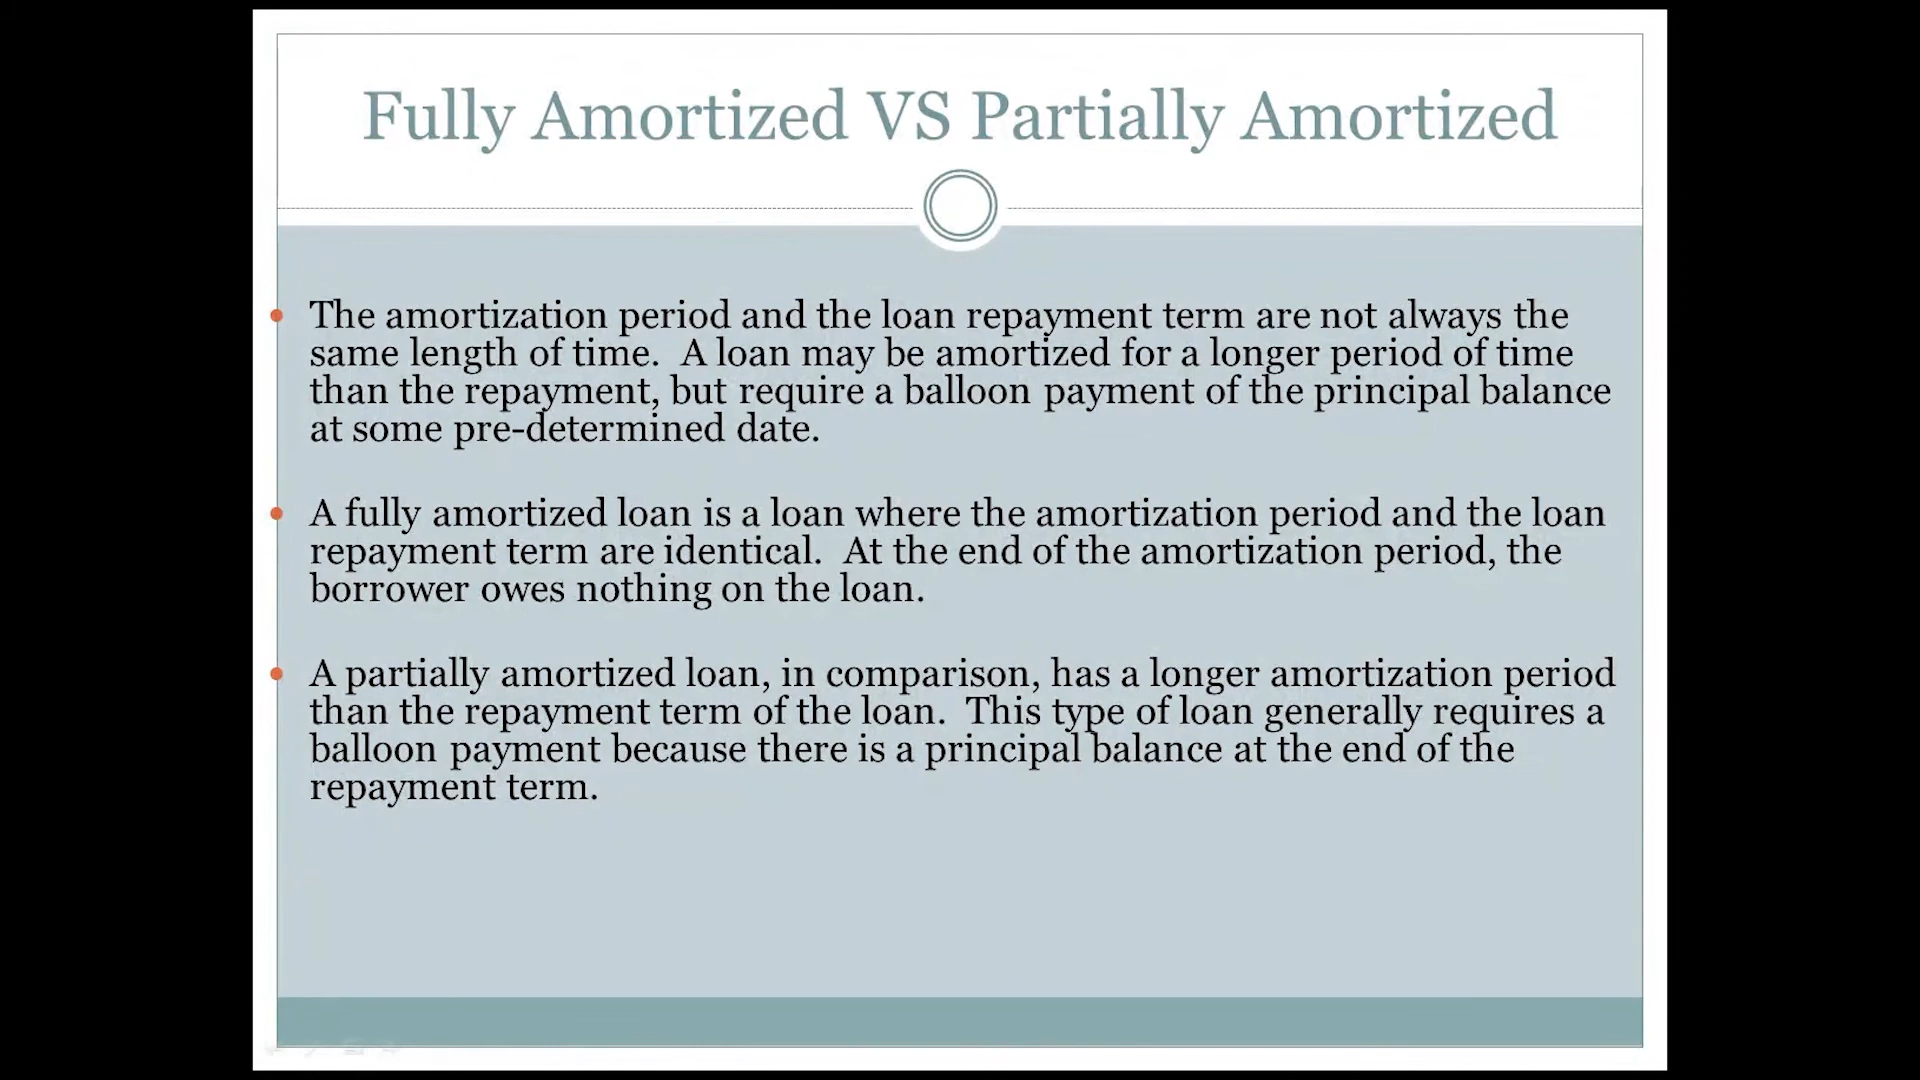 Fully Amortized VS Partially Amortized
• The amortization period and the loan repayment term are not always the
same length of time.  A loan may be amortized for a longer period of time
than the repayment, but require a balloon payment of the principal balance
at some pre-determined date.
• A fully amortized loan is a loan where the amortization period and the loan
repayment term are identical.  At the end of the amortization period, the
borrower owes nothing on the loan.
• A partially amortized loan, in comparison, has a longer amortization period
than the repayment term of the loan.  This type of loan generally requires a
balloon payment because there is a principal balance at the end of the
repayment term.